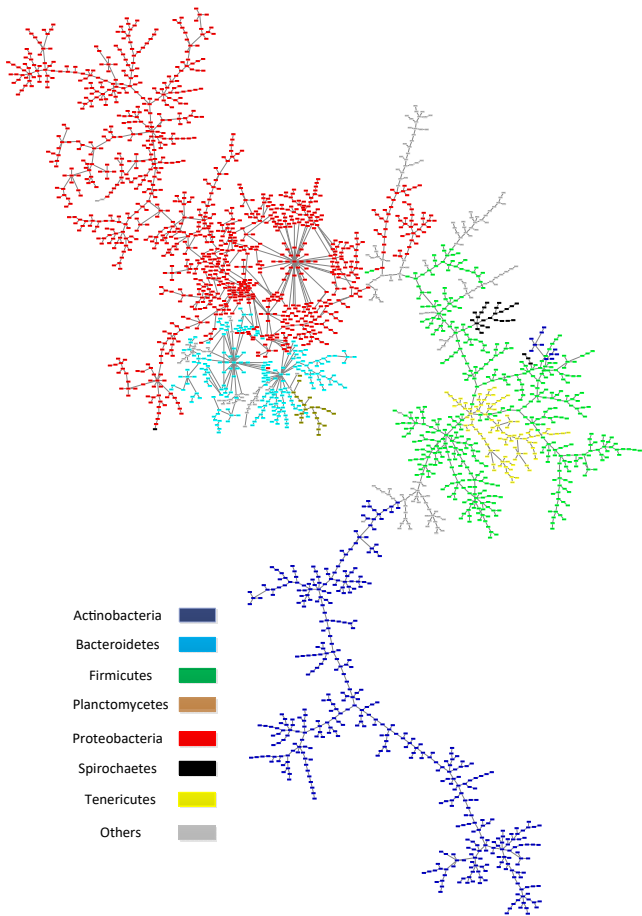 Actinobacteria
Bacteroidetes
Firmicutes
Planctomycetes
Proteobacteria
Spirochaetes
Tenericutes
Others